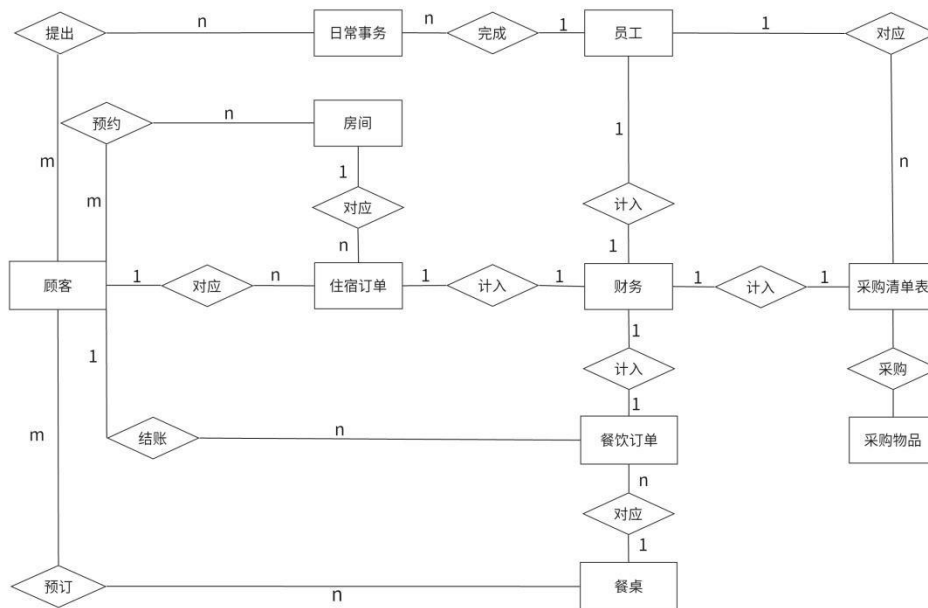 提出 n 日常事务 n 完成 1 员工 1 对应
预约 n 房间
m 1 1 n
m 对应 计入
n 1
顾客 1 对应 n 住宿订单 1 计入 1 财务 1 计入 1 采购清单表
1 1
计入 采购
m 1
结账 n 餐饮订单 采购物品
n
对应
1
预订 n 餐桌